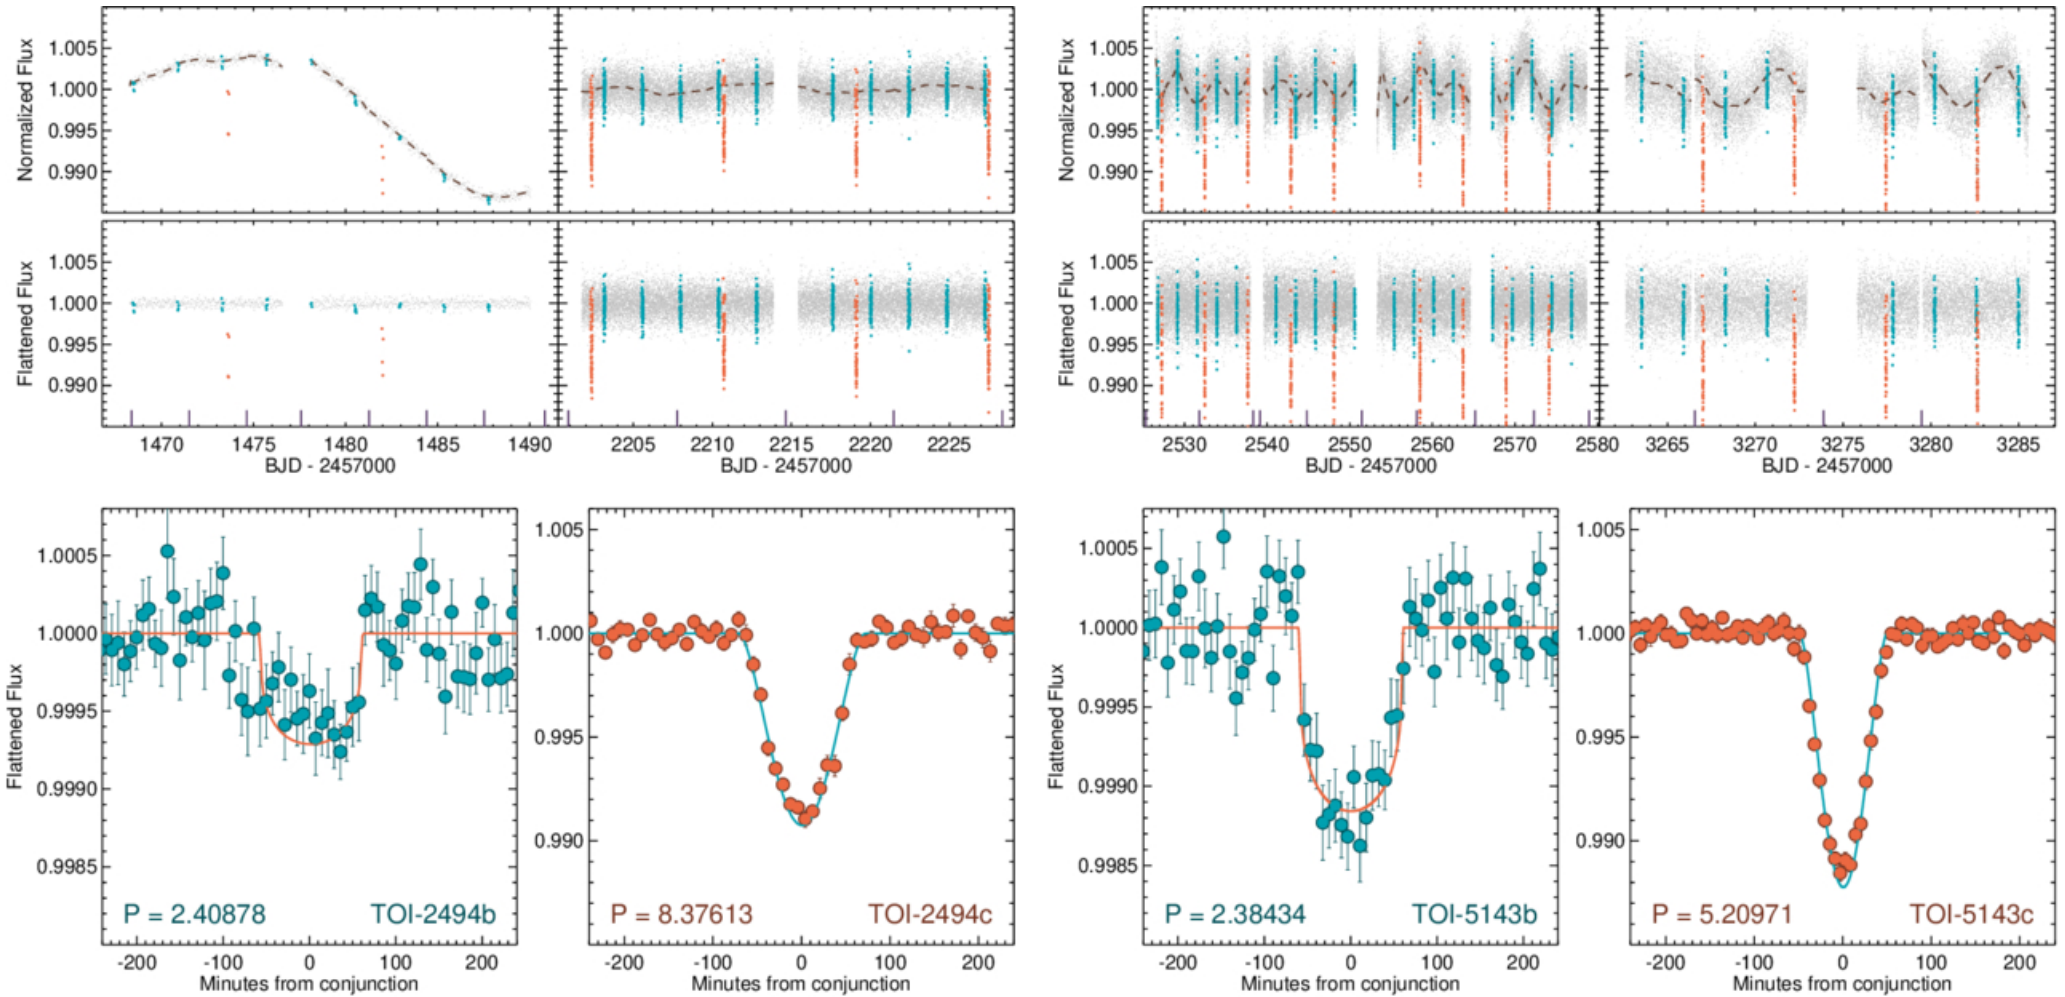 Normalized Flux
1.005
1.000
0.995
0.990
Flattened Flux
1.005
1.000
0.995
0.990
1470 1475 1480 1485 1490 2205 2210 2215 2220 2225
BJD - 2457000 BJD - 2457000
Normalized Flux
1.005
1.000
0.995
0.990
Flattened Flux
1.005
1.000
0.995
0.990
2530 2540 2550 2560 2570 2580 3265 3270 3275 3280 3285
BJD - 2457000 BJD - 2457000
Flattened Flux
1.0005
1.0000
0.9995
0.9990
0.9985
P = 2.40878 TOI-2494b
-200 -100 0 100 200
Minutes from conjunction
1.005
1.000
0.995
0.990
P = 8.37613 TOI-2494c
-200 -100 0 100 200
Minutes from conjunction
Flattened Flux
1.0005
1.0000
0.9995
0.9990
0.9985
P = 2.38434 TOI-5143b
-200 -100 0 100 200
Minutes from conjunction
1.005
1.000
0.995
0.990
P = 5.20971 TOI-5143c
-200 -100 0 100 200
Minutes from conjunction